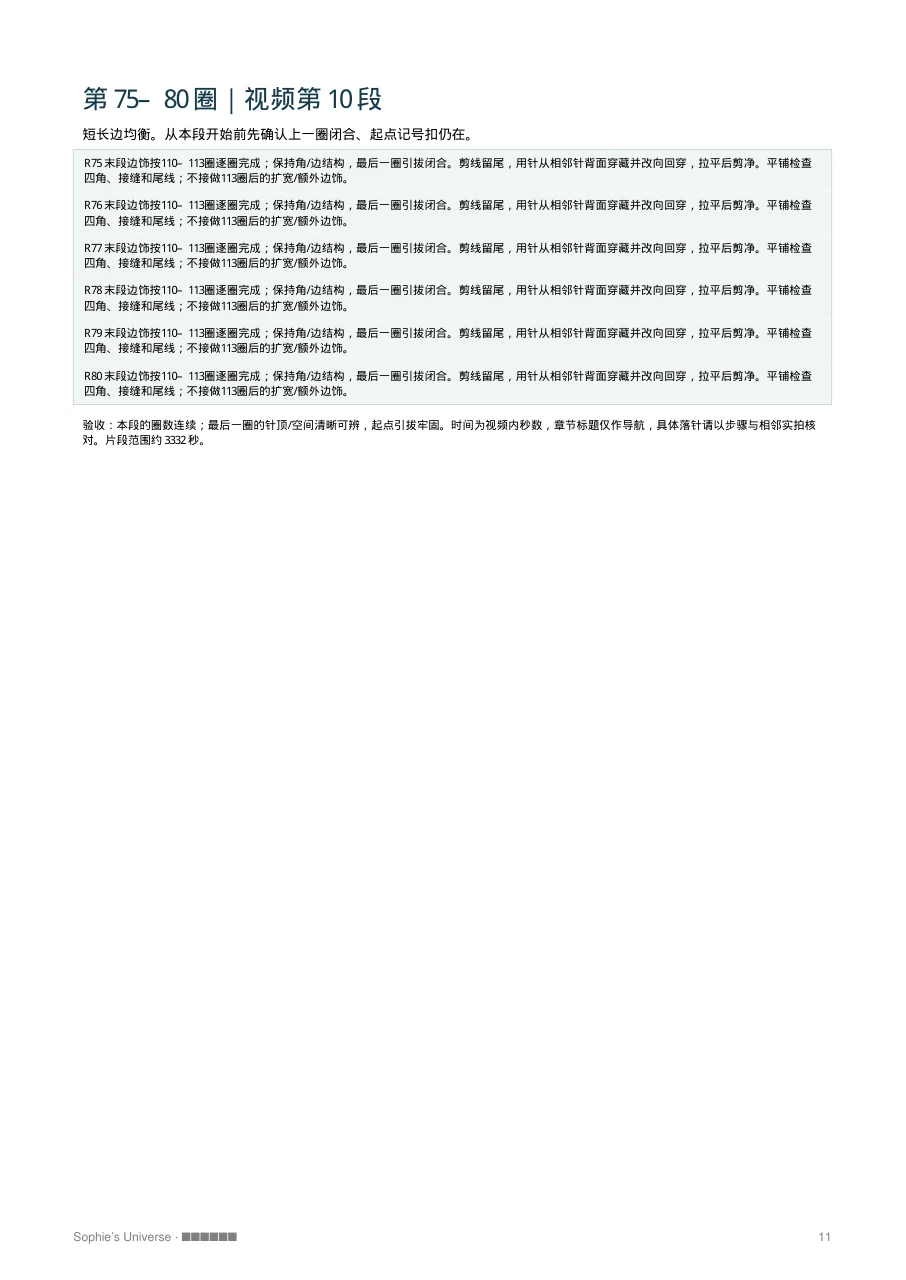 第 75– 80 圈｜视频第 10 段
短长边均衡。从本段开始前先确认上一圈闭合、起点记号扣仍在。
R75 末段边饰按110– 113圈逐圈完成；保持角/边结构，最后一圈引拔闭合。剪线留尾，用针从相邻针背面穿藏并改向回穿，拉平后剪净。平铺检查
四角、接缝和尾线；不接做113圈后的扩宽/额外边饰。
R76 末段边饰按110– 113圈逐圈完成；保持角/边结构，最后一圈引拔闭合。剪线留尾，用针从相邻针背面穿藏并改向回穿，拉平后剪净。平铺检查
四角、接缝和尾线；不接做113圈后的扩宽/额外边饰。
R77 末段边饰按110– 113圈逐圈完成；保持角/边结构，最后一圈引拔闭合。剪线留尾，用针从相邻针背面穿藏并改向回穿，拉平后剪净。平铺检查
四角、接缝和尾线；不接做113圈后的扩宽/额外边饰。
R78 末段边饰按110– 113圈逐圈完成；保持角/边结构，最后一圈引拔闭合。剪线留尾，用针从相邻针背面穿藏并改向回穿，拉平后剪净。平铺检查
四角、接缝和尾线；不接做113圈后的扩宽/额外边饰。
R79 末段边饰按110– 113圈逐圈完成；保持角/边结构，最后一圈引拔闭合。剪线留尾，用针从相邻针背面穿藏并改向回穿，拉平后剪净。平铺检查
四角、接缝和尾线；不接做113圈后的扩宽/额外边饰。
R80 末段边饰按110– 113圈逐圈完成；保持角/边结构，最后一圈引拔闭合。剪线留尾，用针从相邻针背面穿藏并改向回穿，拉平后剪净。平铺检查
四角、接缝和尾线；不接做113圈后的扩宽/额外边饰。
验收：本段的圈数连续；最后一圈的针顶/空间清晰可辨，起点引拔牢固。时间为视频内秒数，章节标题仅作导航，具体落针请以步骤与相邻实拍核
对。片段范围约 3332 秒。
Sophie's Universe · ■■■■■■
11